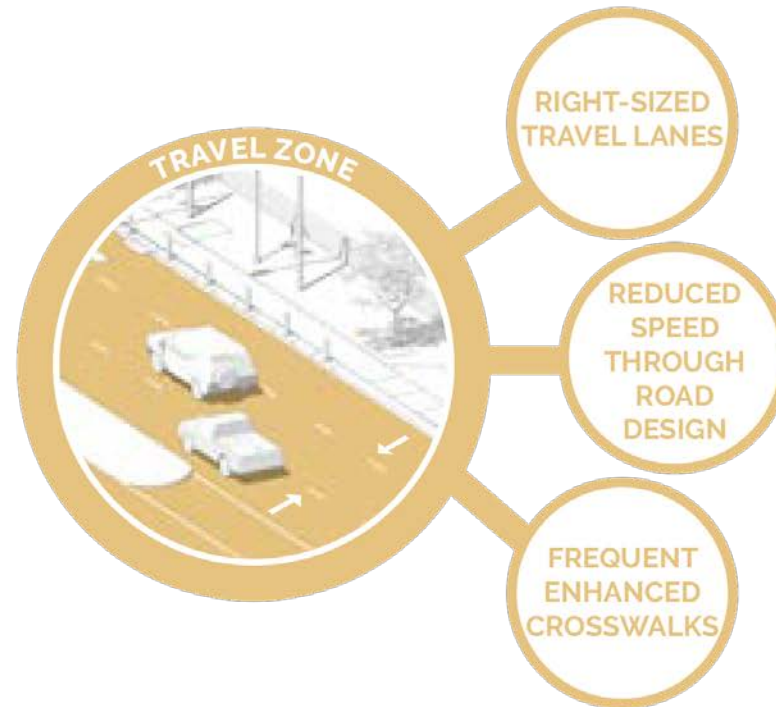 TRAVEL ZONE
RIGHT-SIZED
TRAVEL LANES
REDUCED
SPEED
THROUGH
ROAD
DESIGN
FREQUENT
ENHANCED
CROSSWALKS